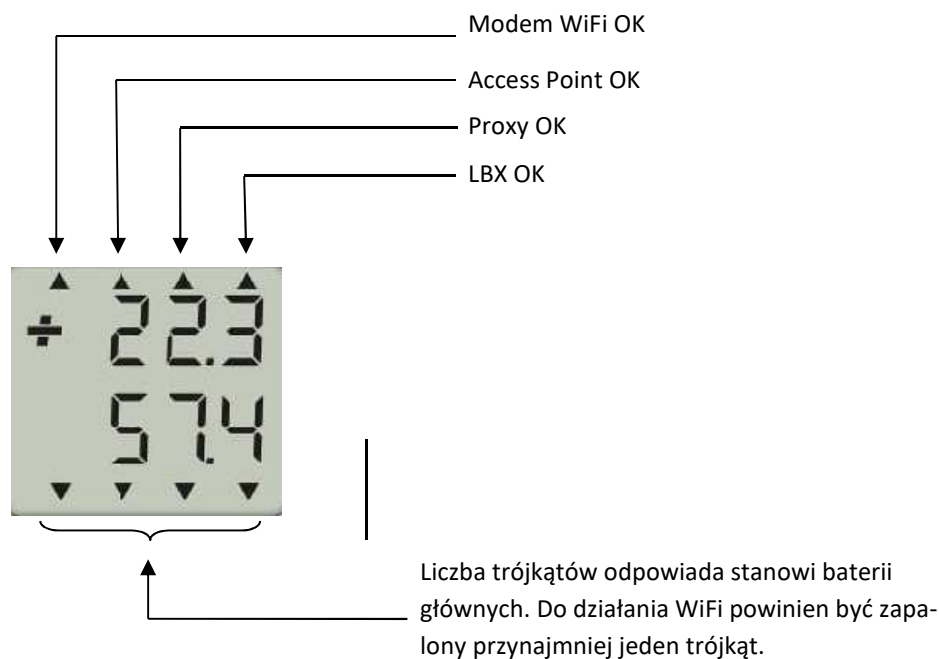 Modem WiFi OK
Access Point OK
Proxy OK
LBX OK
22.3
57.4
Liczba trójkątów odpowiada stanowi baterii
głównych. Do działania WiFi powinien być zapa-
lony przynajmniej jeden trójkąt.